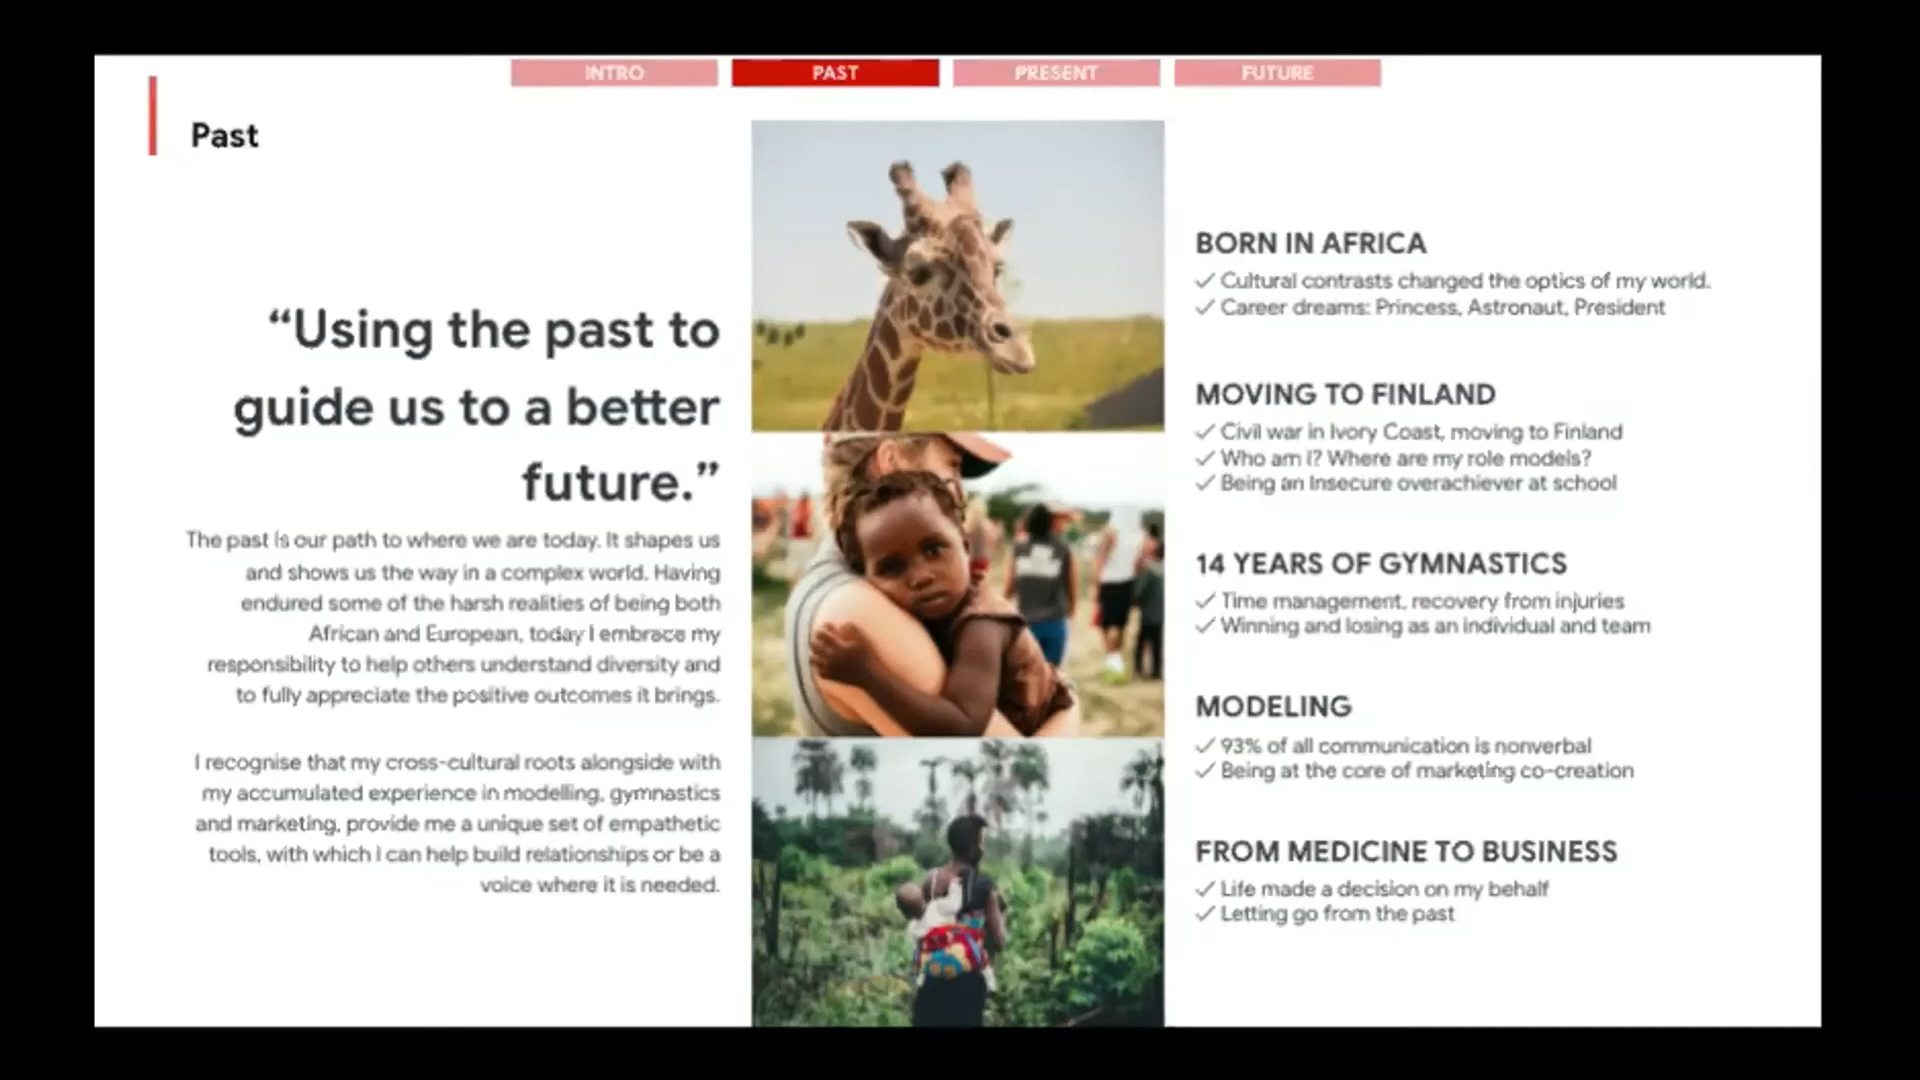 INTRO
PAST
PRESENT
FUTURE
Past
“Using the past to
guide us to a better
future.”
The past is our path to where we are today. It shapes us
and shows us the way in a complex world. Having
endured some of the harsh realities of being both
African and European, today I embrace my
responsibility to help others understand diversity and
to fully appreciate the positive outcomes it brings.
I recognise that my cross-cultural roots alongside with
my accumulated experience in modelling, gymnastics
and marketing, provide me a unique set of empathetic
tools, with which I can help build relationships or be a
voice where it is needed.
BORN IN AFRICA
✓ Cultural contrasts changed the optics of my world.
✓ Career dreams: Princess, Astronaut, President
MOVING TO FINLAND
✓ Civil war in Ivory Coast, moving to Finland
✓ Who am I? Where are my role models?
✓ Being an Insecure overachiever at school
14 YEARS OF GYMNASTICS
✓ Time management, recovery from injuries
✓ Winning and losing as an individual and team
MODELING
✓ 93% of all communication is nonverbal
✓ Being at the core of marketing co-creation
FROM MEDICINE TO BUSINESS
✓ Life made a decision on my behalf
✓ Letting go from the past